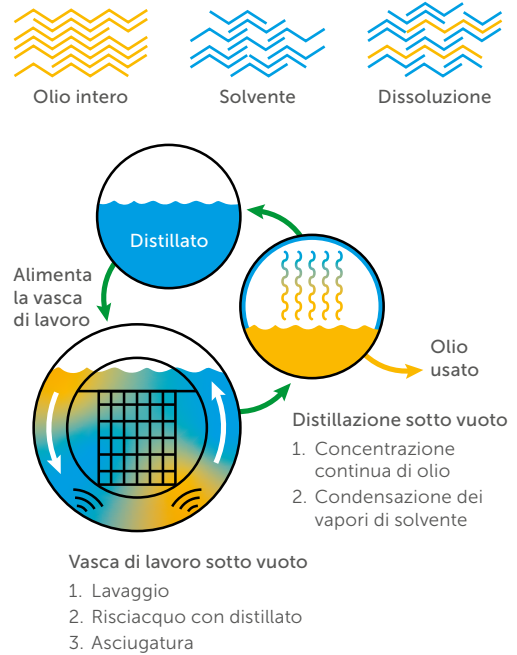 Olio intero
Solvente
Dissoluzione
Distillato
Alimenta
la vasca
di lavoro
Olio
usato
Distillazione sotto vuoto
1. Concentrazione
continua di olio
2. Condensazione dei
vapori di solvente
Vasca di lavoro sotto vuoto
1. Lavaggio
2. Risciacquo con distillato
3. Asciugatura